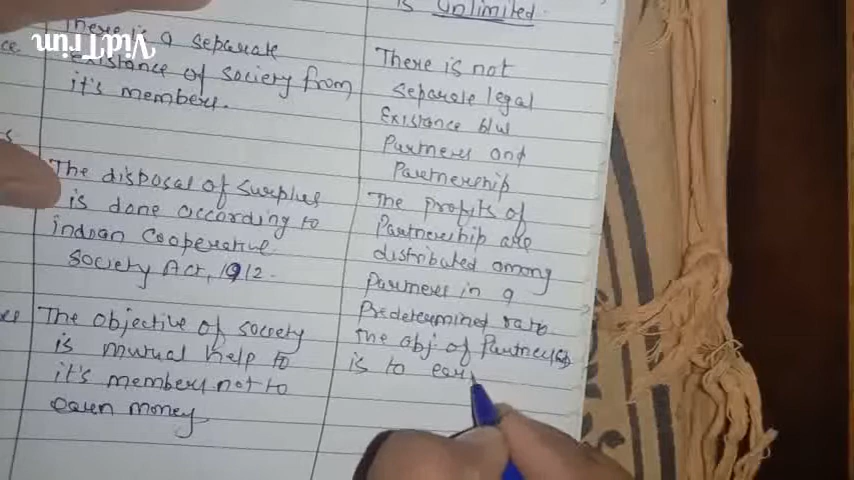 is Unlimited.
There is a separate
existance of society from
it's members.
There is not
separate legal
Existance b/w
Partners and
Partnership
The disposal of surplus
is done according to
indian cooperative
society Act, 1912.
The profits of
Partnership are
distributed among
Partners in a
Predetermined ratio
The objective of society
is mutual help to
it's members not to
earn money
The obj of Partnership
is to ear
VidTrim